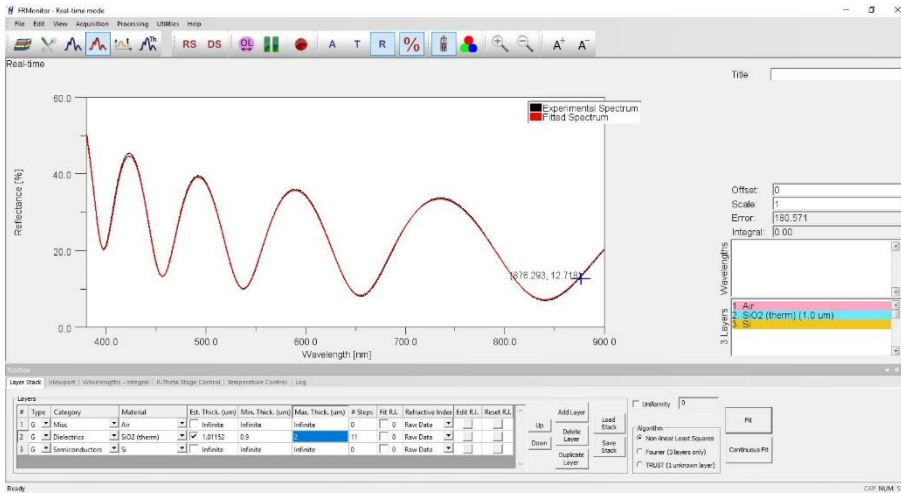 FRMonitor - Real-time mode
File Edit View Acquisition Processing Utilities Help
RS DS OL A T R % A+ A-
Real-time
Title
60.0
Experimental Spectrum
Fitted Spectrum
40.0
Reflectance [%]
20.0
[876.293, 12.718]
0.0
400.0 500.0 600.0 700.0 800.0 900.0
Wavelength [nm]
Offset: 0
Scale 1
Error: 180.571
Integral: 0.00
Wavelengths
3 Layers
1. Air
2. SiO2 (therm) (1.0 um)
3. Si
Toolbox
Layer Stack Viewport Wavelengths - Integral R-Theta Stage Control Temperature Control Log
Layers
# Type Category Material Est. Thick. (um) Min. Thick. (um) Max. Thick. (um) # Steps Fit R.I. Refractive Index Edit R.I. Reset R.I.
1 G Misc Air Infinite Infinite Infinite 0 0 Raw Data
2 G Dielectrics SiO2 (therm) 1.01152 0.9 2 11 0 Raw Data
3 G Semiconductors Si Infinite Infinite Infinite 0 0 Raw Data
Up
Down
Add Layer
Delete Layer
Duplicate Layer
Load Stack
Save Stack
Uniformity 0
Algorithm
Non-linear Least Squares
Fourier (3 layers only)
TRUST (1 unknown layer)
Fit
Continuous Fit
Ready
CAP NUM